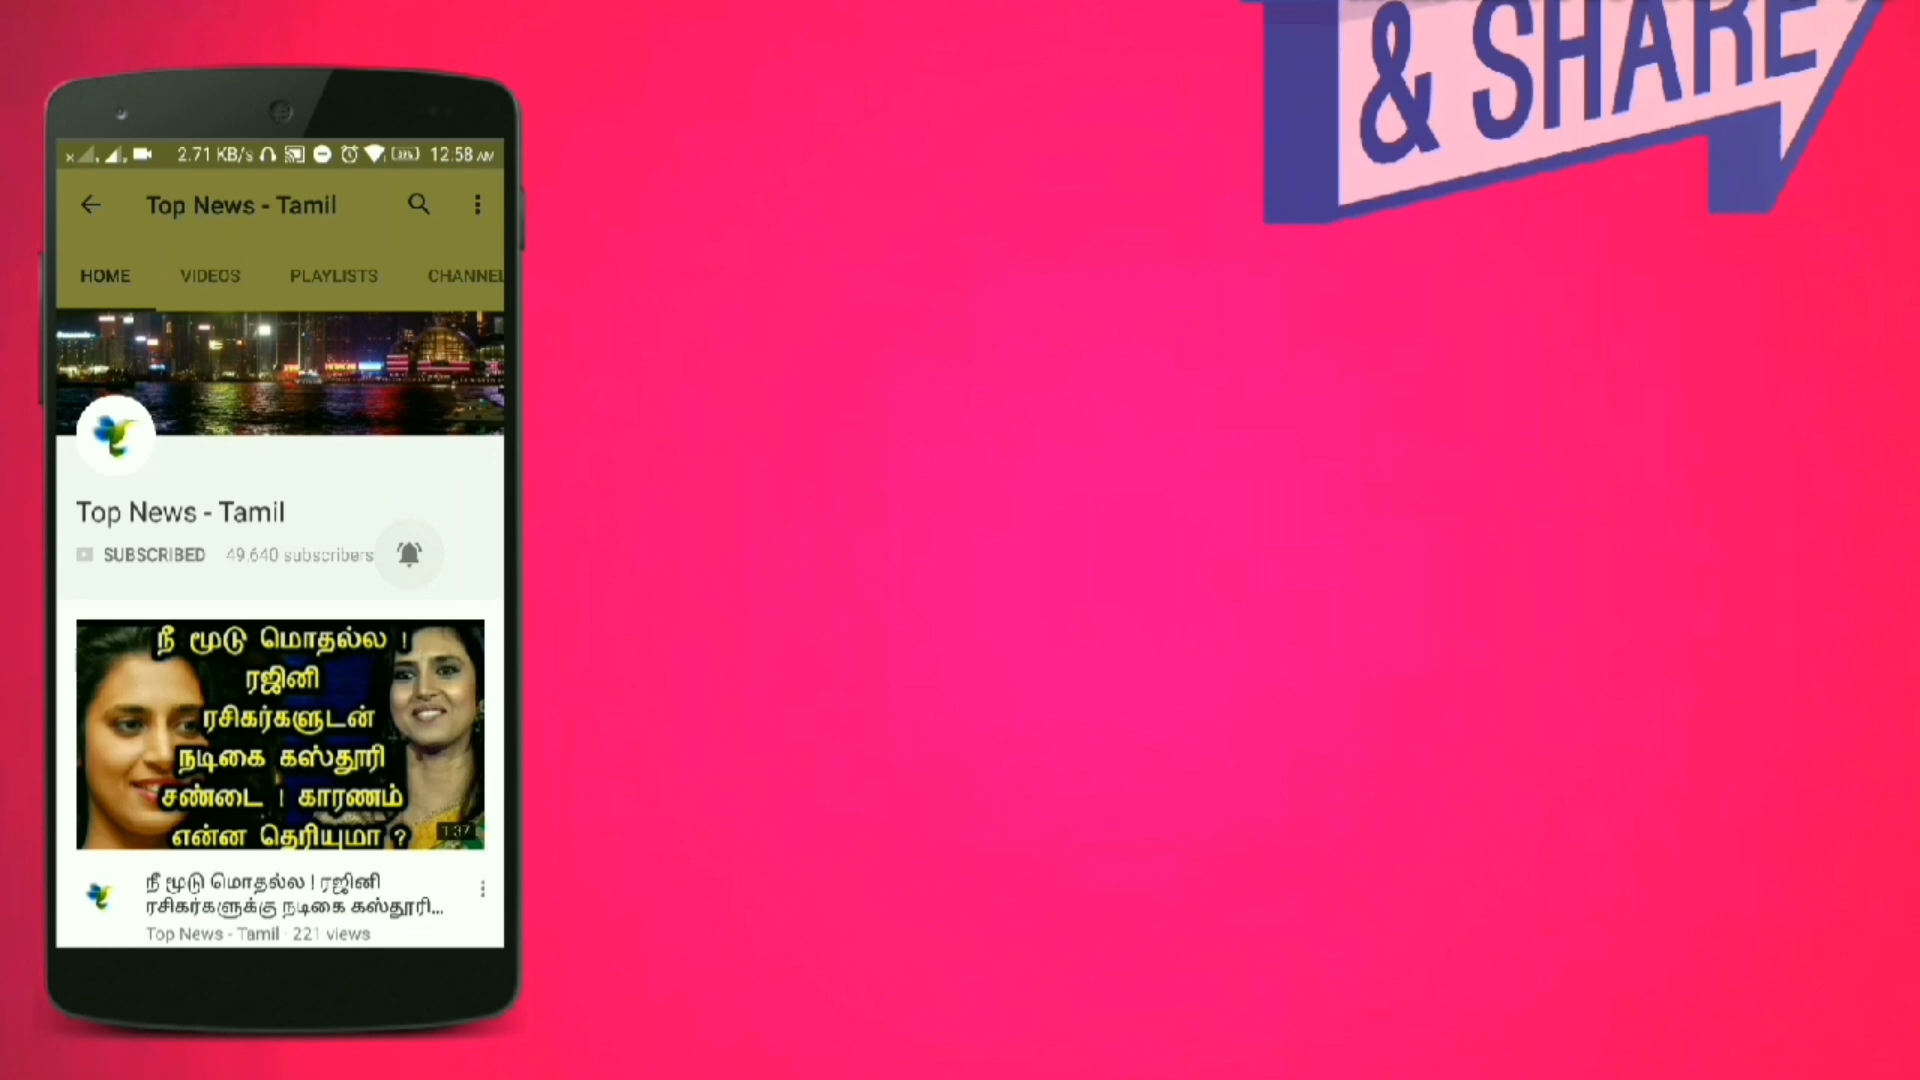 & SHARE
2.71 KB/s 12.58 AM
Top News - Tamil
HOME VIDEOS PLAYLISTS CHANNEL
Top News - Tamil
SUBSCRIBED 49,640 subscribers
நீ மூடு மொதல்ல !
ரஜினி
ரசிகர்களுடன்
நடிகை கஸ்தூரி
சண்டை ! காரணம்
என்ன தெரியுமா ?
1:37
நீ மூடு மொதல்ல ! ரஜினி
ரசிகர்களுக்கு நடிகை கஸ்தூரி...
Top News - Tamil · 221 views